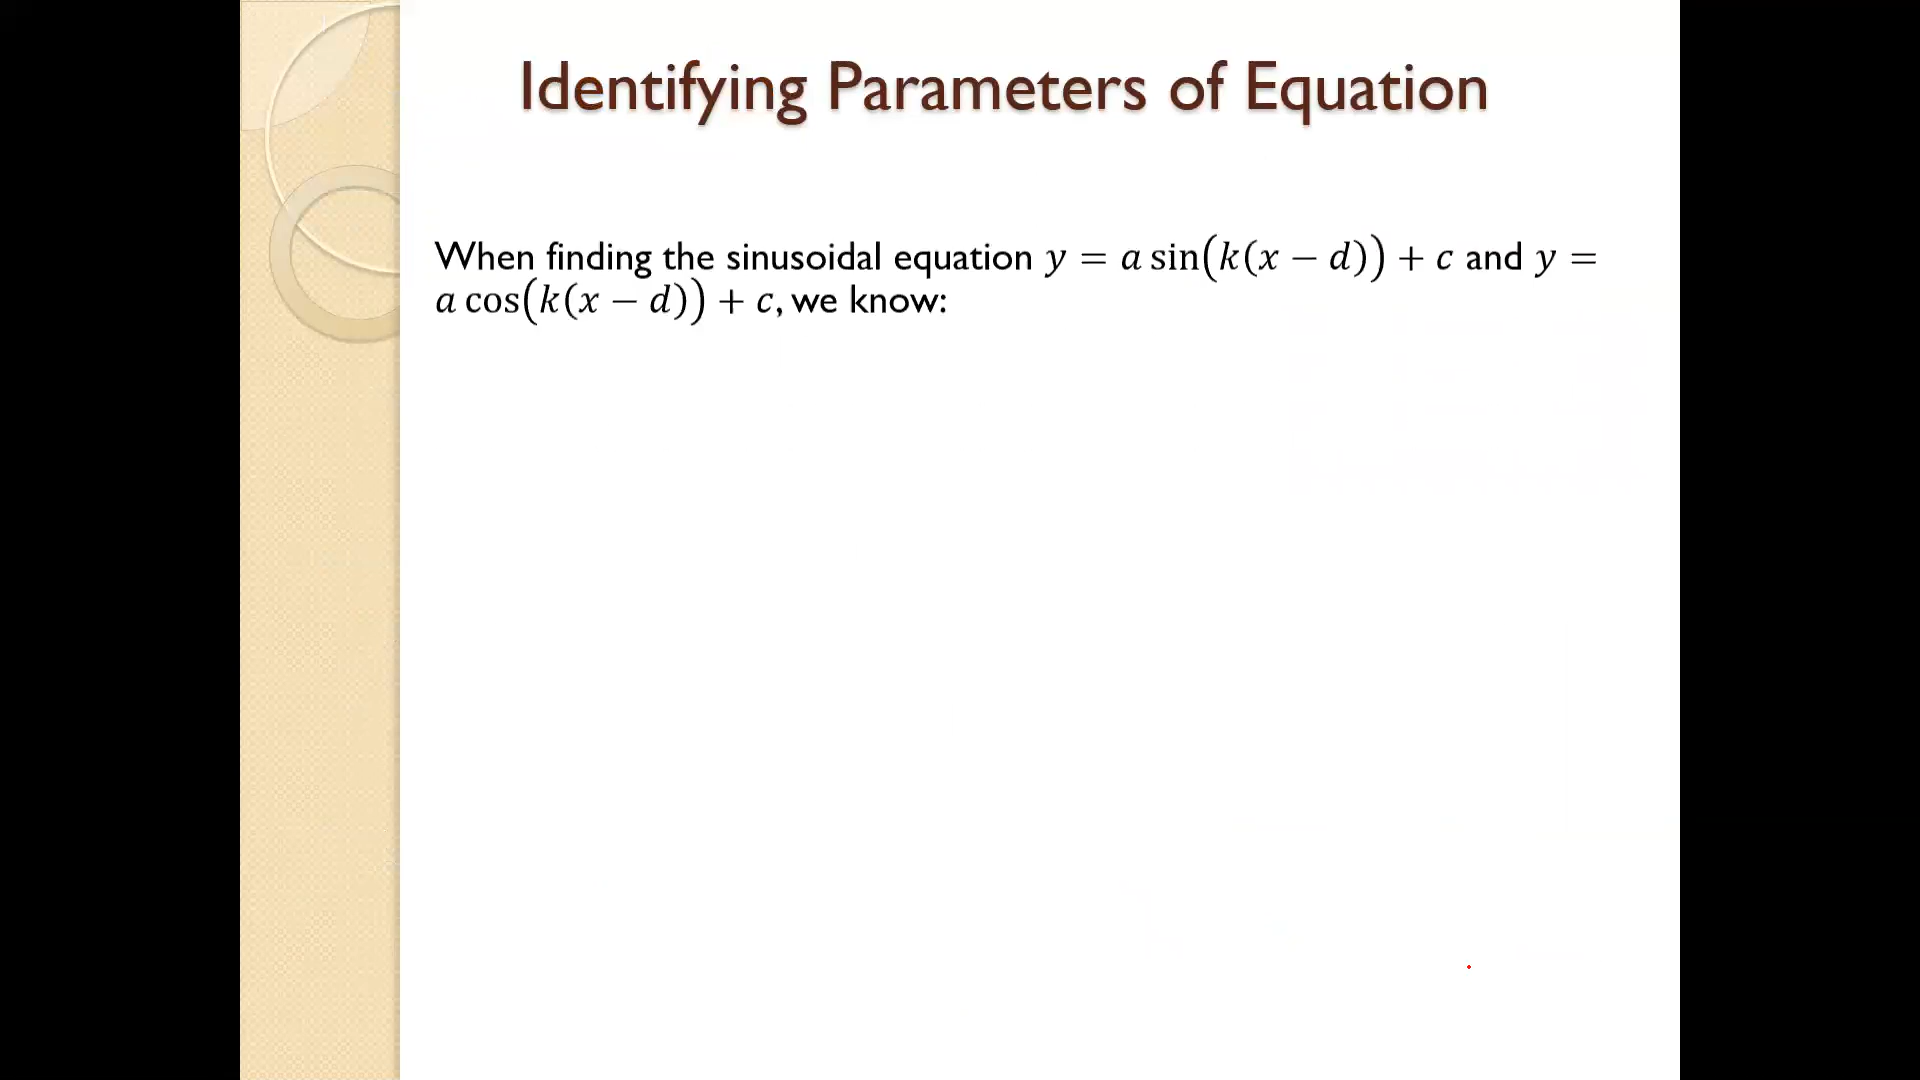 Identifying Parameters of Equation
When finding the sinusoidal equation y = a sin(k(x − d)) + c and y =
a cos(k(x − d)) + c, we know: